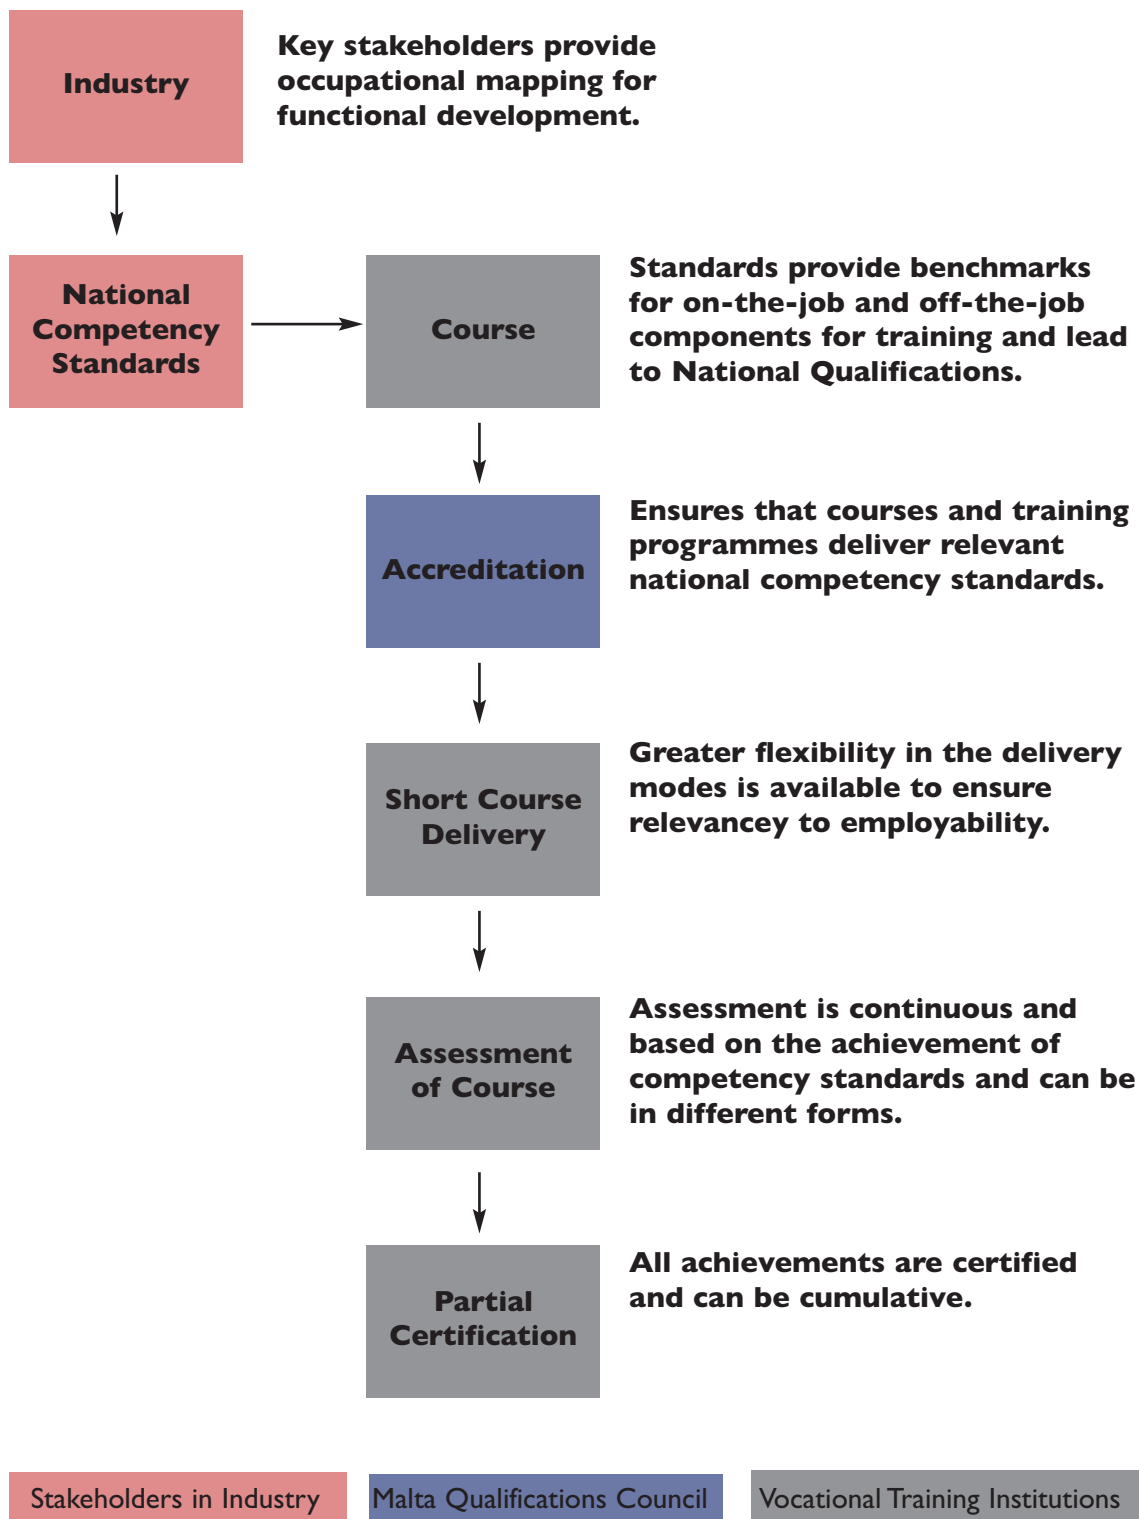 Industry
Key stakeholders provide
occupational mapping for
functional development.
National
Competency
Standards
Course
Standards provide benchmarks
for on-the-job and off-the-job
components for training and lead
to National Qualifications.
Accreditation
Ensures that courses and training
programmes deliver relevant
national competency standards.
Short Course
Delivery
Greater flexibility in the delivery
modes is available to ensure
relevancey to employability.
Assessment
of Course
Assessment is continuous and
based on the achievement of
competency standards and can be
in different forms.
Partial
Certification
All achievements are certified
and can be cumulative.
Stakeholders in Industry
Malta Qualifications Council
Vocational Training Institutions